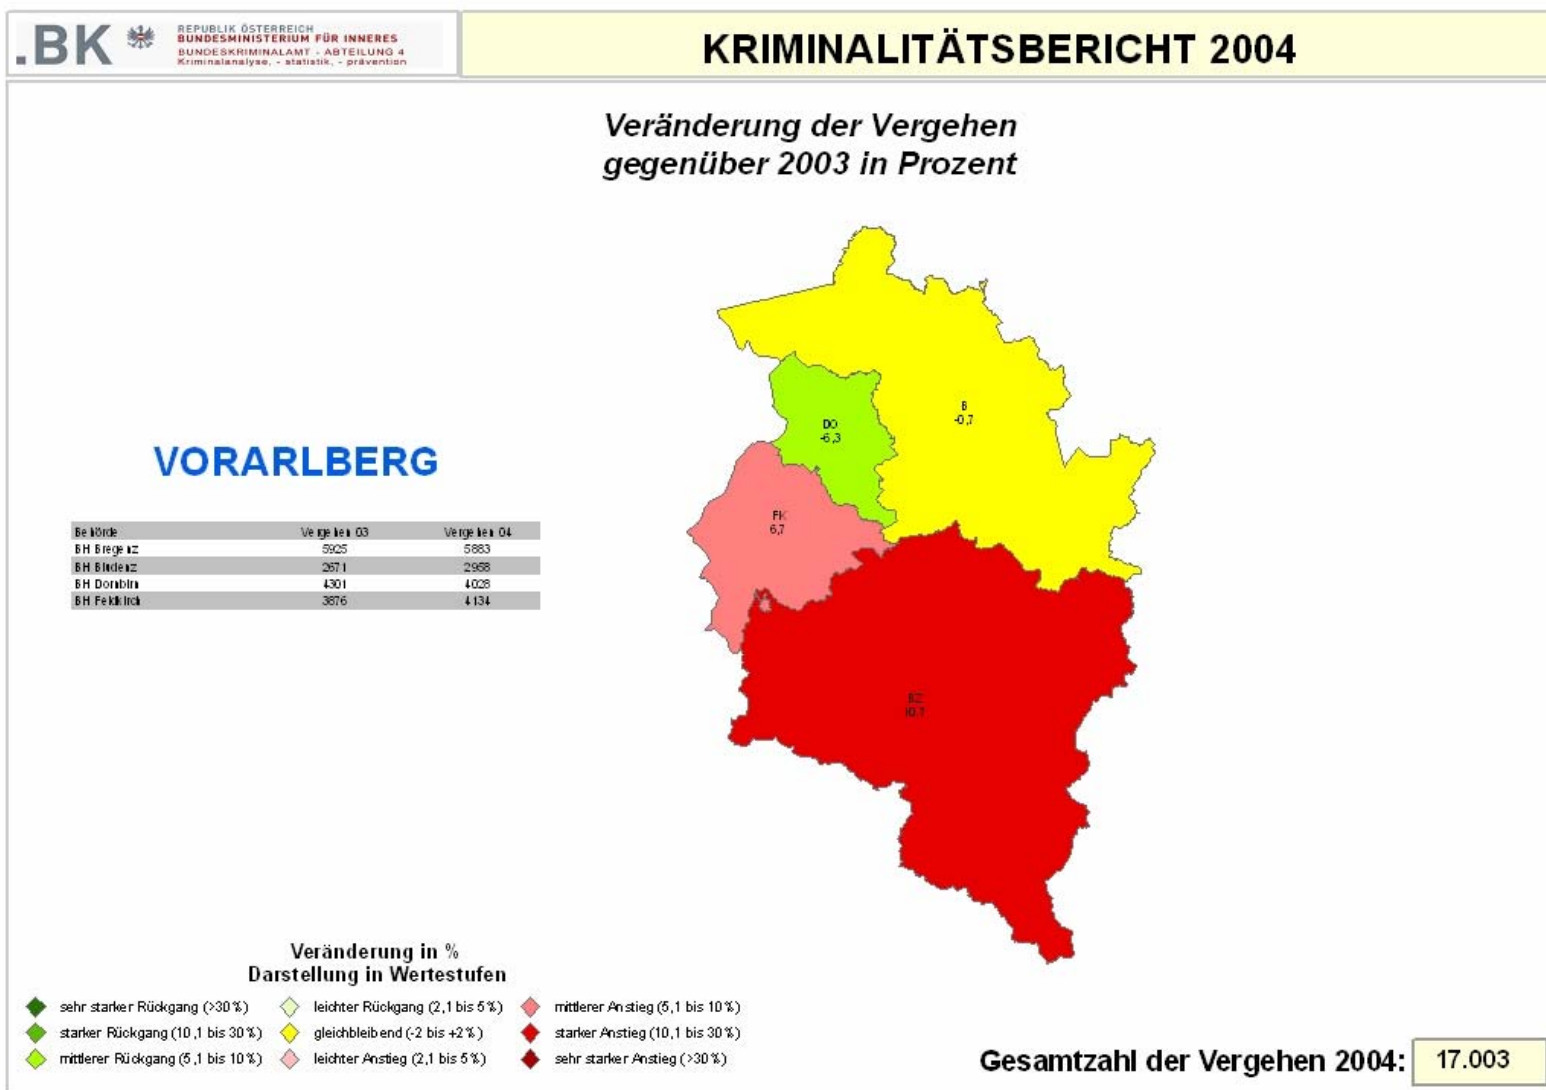 .BK
REPUBLIK ÖSTERREICH
BUNDESMINISTERIUM FÜR INNERES
BUNDESKRIMINALAMT - ABTEILUNG 4
Kriminalanalyse, - statistik, - prävention
KRIMINALITÄTSBERICHT 2004
Veränderung der Vergehen
gegenüber 2003 in Prozent
B
-0,7
DO
-6,3
FK
6,7
BZ
10,7
VORARLBERG
Behörde Vergehen 03 Vergehen 04
BH Bregenz 5925 5883
BH Bludenz 2671 2958
BH Dornbirn 4301 4028
BH Feldkirch 3876 4134
Veränderung in %
Darstellung in Wertestufen
sehr starker Rückgang (>30%) leichter Rückgang (2,1 bis 5%) mittlerer Anstieg (5,1 bis 10%)
starker Rückgang (10,1 bis 30%) gleichbleibend (-2 bis +2%) starker Anstieg (10,1 bis 30%)
mittlerer Rückgang (5,1 bis 10%) leichter Anstieg (2,1 bis 5%) sehr starker Anstieg (>30%)
Gesamtzahl der Vergehen 2004: 17.003